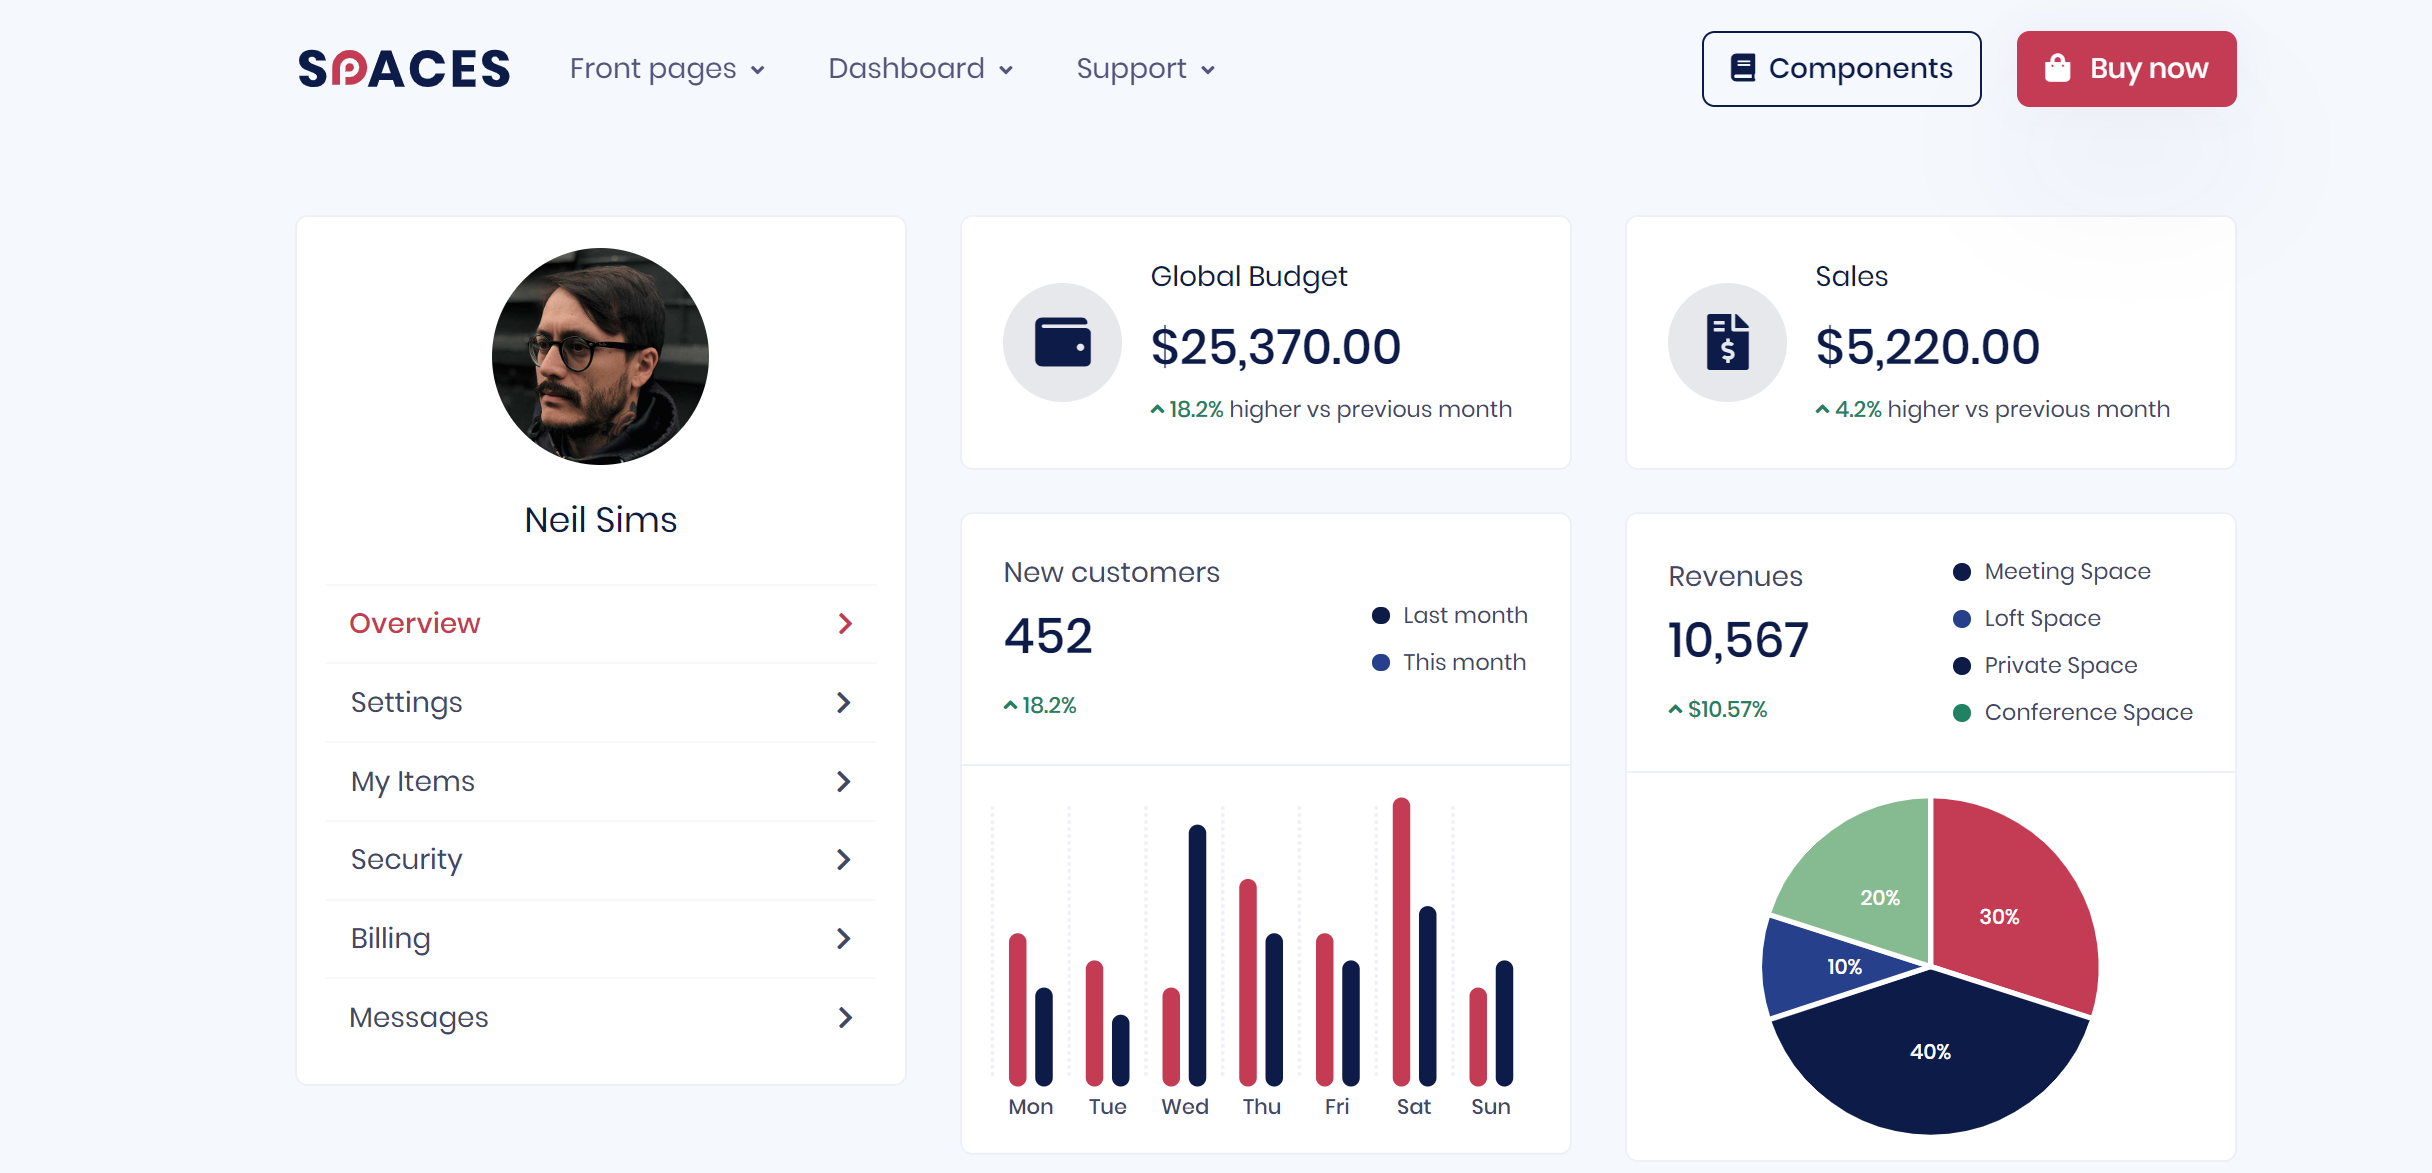 SPACES
Front pages
Dashboard
Support
Components
Buy now
Neil Sims
Overview
Settings
My Items
Security
Billing
Messages
Global Budget
$25,370.00
18.2% higher vs previous month
Sales
$5,220.00
4.2% higher vs previous month
New customers
452
18.2%
Last month
This month
Mon Tue Wed Thu Fri Sat Sun
Revenues
10,567
$10.57%
Meeting Space
Loft Space
Private Space
Conference Space
20%
30%
10%
40%